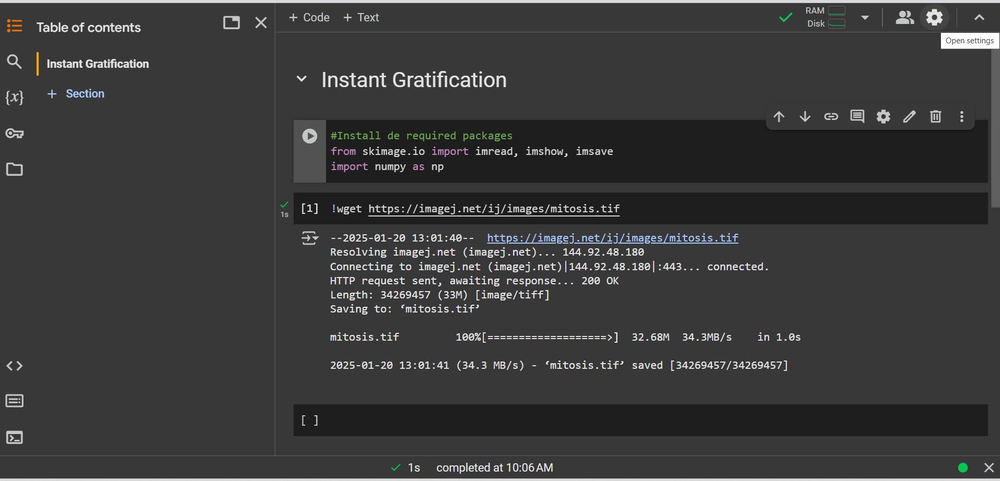 Table of contents
Instant Gratification
+ Section
{x}
+ Code + Text
RAM
Disk
Open settings
Instant Gratification
#Install de required packages
from skimage.io import imread, imshow, imsave
import numpy as np
1s
[1] !wget https://imagej.net/ij/images/mitosis.tif
--2025-01-20 13:01:40-- https://imagej.net/ij/images/mitosis.tif
Resolving imagej.net (imagej.net)... 144.92.48.180
Connecting to imagej.net (imagej.net)|144.92.48.180|:443... connected.
HTTP request sent, awaiting response... 200 OK
Length: 34269457 (33M) [image/tiff]
Saving to: ‘mitosis.tif’
mitosis.tif 100%[===================>] 32.68M 34.3MB/s in 1.0s
2025-01-20 13:01:41 (34.3 MB/s) - ‘mitosis.tif’ saved [34269457/34269457]
[ ]
1s completed at 10:06 AM